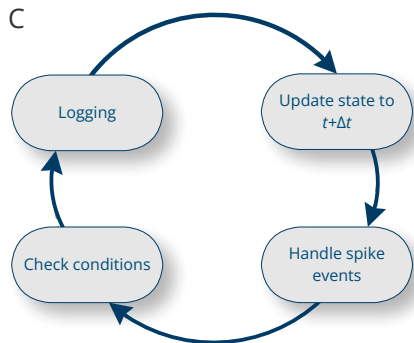 C
Logging
Update state to
t+Δt
Handle spike
events
Check conditions